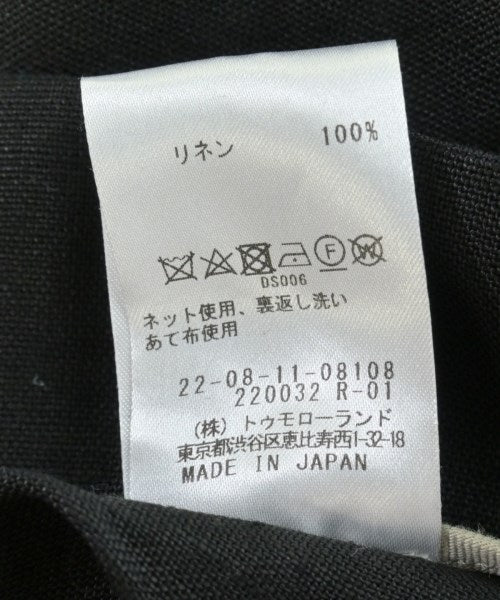 リネン 100%
DS006
ネット使用、裏返し洗い
あて布使用
22-08-11-08108
220032 R-01
(株) トゥモローランド
東京都渋谷区恵比寿西1-32-18
MADE IN JAPAN